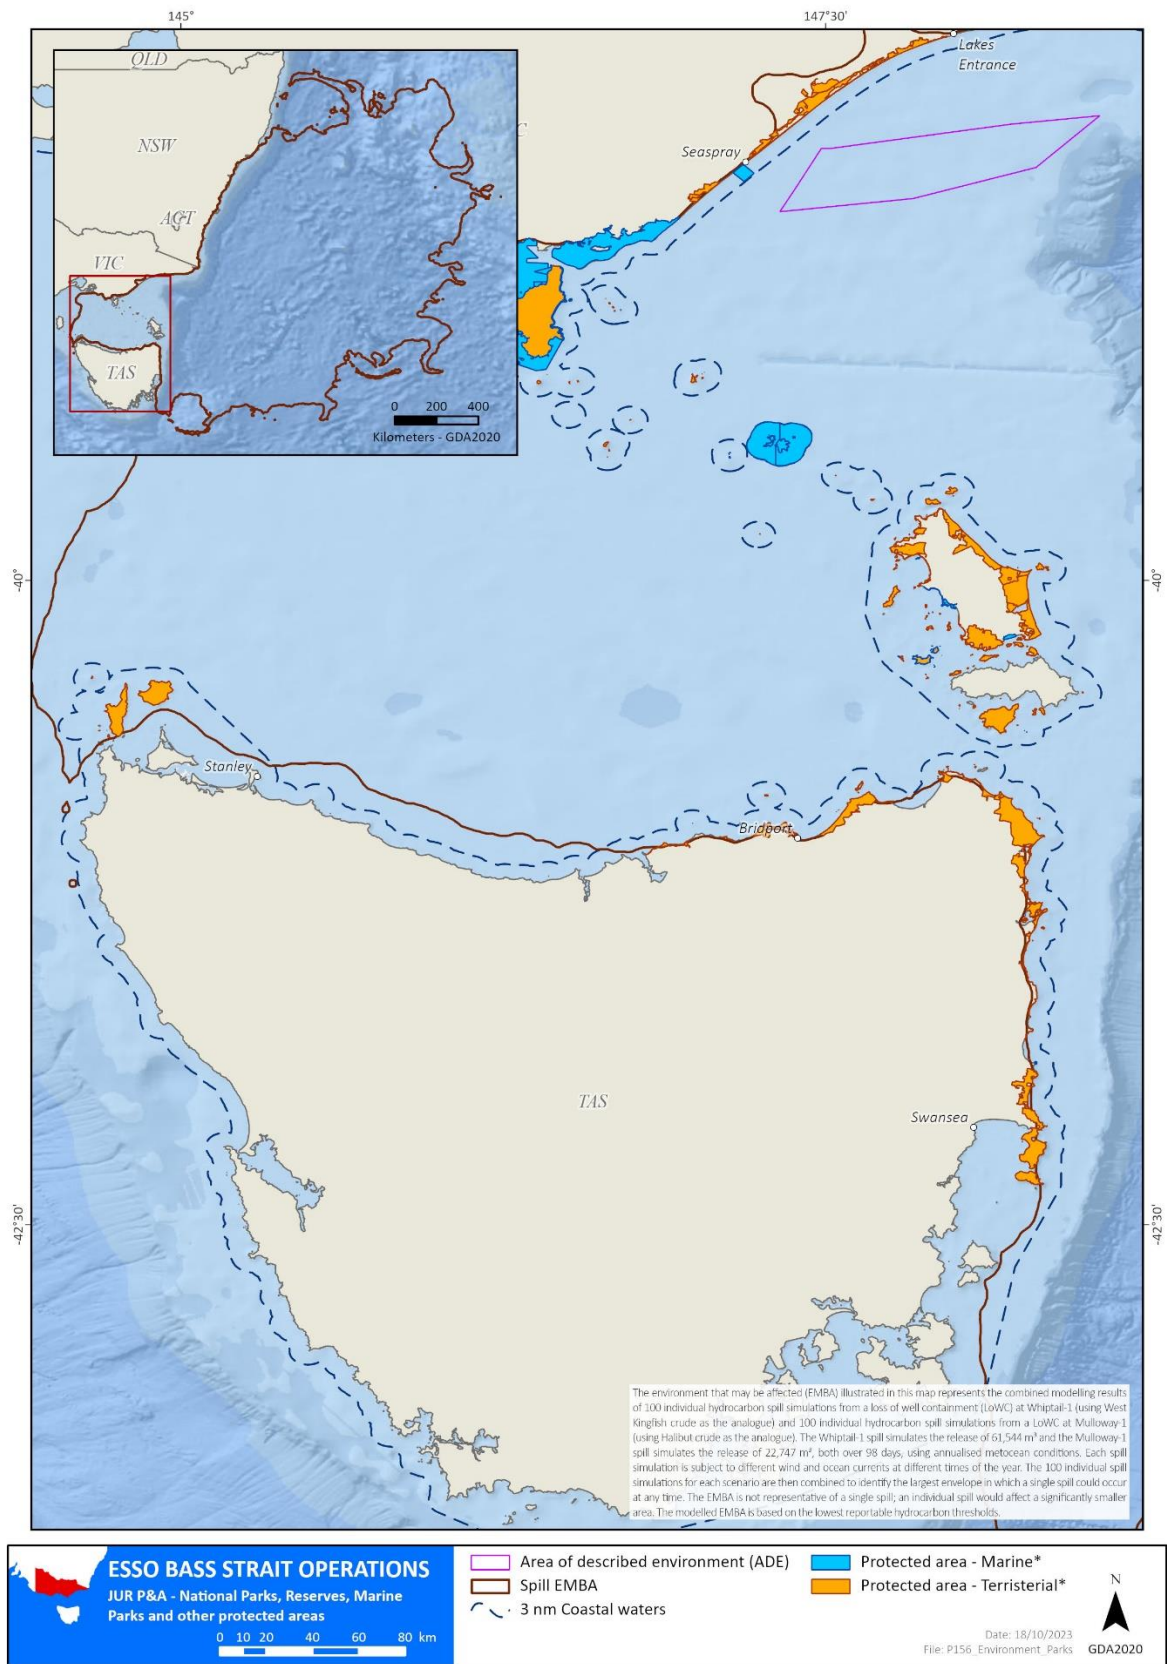 145°
147°30'
QLD
NSW
ACT
VIC
TAS
0 200 400
Kilometers - GDA2020
C
Lakes
Entrance
Seaspray
-40°
-40°
Stanley
Bridport
TAS
Swansea
-42°30'
-42°30'
The environment that may be affected (EMBA) illustrated in this map represents the combined modelling results
of 100 individual hydrocarbon spill simulations from a loss of well containment (LoWC) at Whiptail-1 (using West
Kingfish crude as the analogue) and 100 individual hydrocarbon spill simulations from a LoWC at Mulloway-1
(using Halibut crude as the analogue). The Whiptail-1 spill simulates the release of 61,544 m³ and the Mulloway-1
spill simulates the release of 22,747 m³, both over 98 days, using annualised metocean conditions. Each spill
simulation is subject to different wind and ocean currents at different times of the year. The 100 individual spill
simulations for each scenario are then combined to identify the largest envelope in which a single spill could occur
at any time. The EMBA is not representative of a single spill; an individual spill would affect a significantly smaller
area. The modelled EMBA is based on the lowest reportable hydrocarbon thresholds.
ESSO BASS STRAIT OPERATIONS
JUR P&A - National Parks, Reserves, Marine
Parks and other protected areas
0 10 20 40 60 80 km
Area of described environment (ADE)
Spill EMBA
3 nm Coastal waters
Protected area - Marine*
Protected area - Terristerial*
Date: 18/10/2023
File: P156_Environment_Parks
N
GDA2020